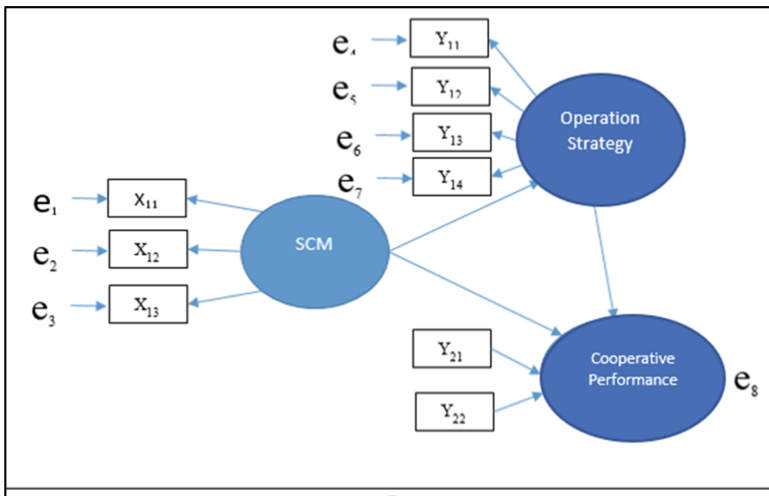 e₄ Y₁₁
e₅ Y₁₂
Operation
Strategy
e₆ Y₁₃
e₇ Y₁₄
e₁ X₁₁
SCM
e₂ X₁₂
e₃ X₁₃
Y₂₁
Cooperative
Performance
e₈
Y₂₂